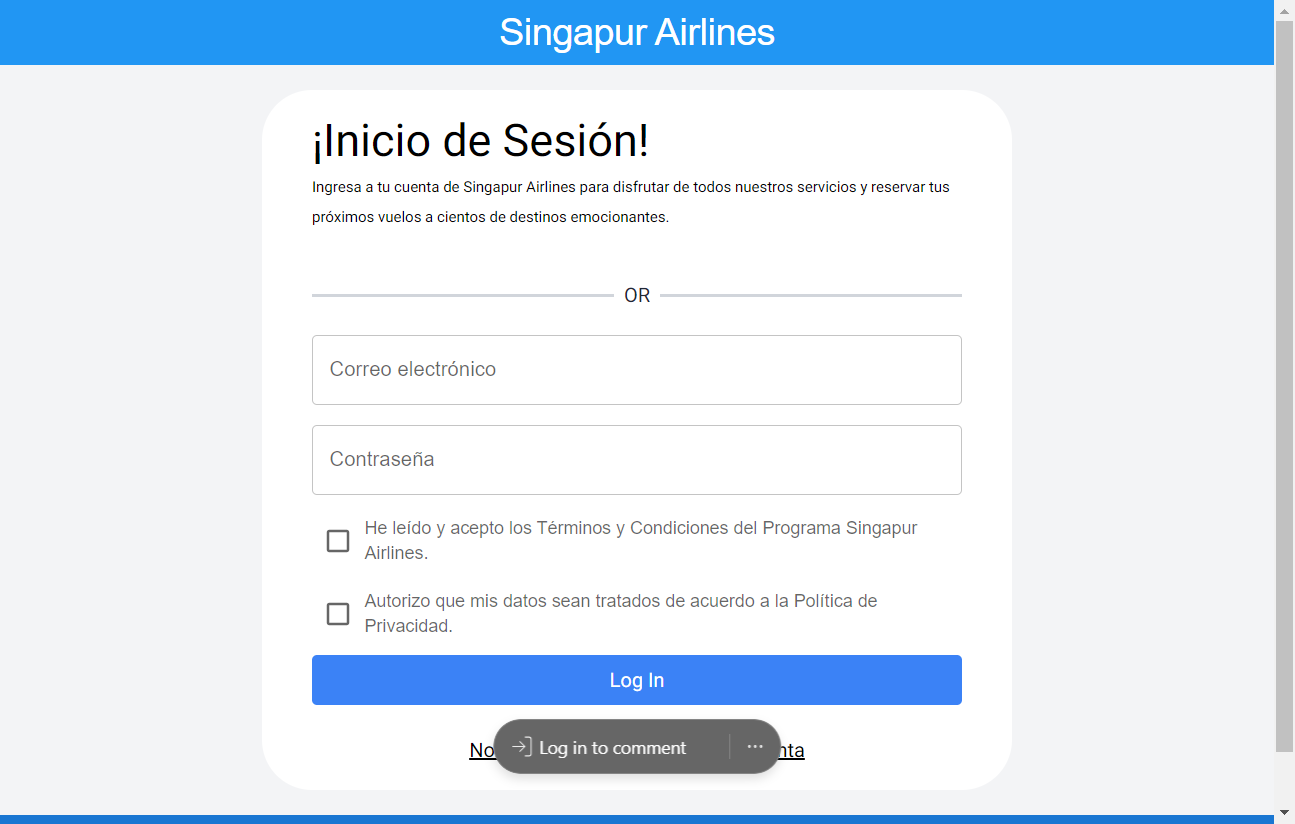 Singapur Airlines
¡Inicio de Sesión!
Ingresa a tu cuenta de Singapur Airlines para disfrutar de todos nuestros servicios y reservar tus
próximos vuelos a cientos de destinos emocionantes.
OR
Correo electrónico
Contraseña
He leído y acepto los Términos y Condiciones del Programa Singapur
Airlines.
Autorizo que mis datos sean tratados de acuerdo a la Política de
Privacidad.
Log In
Log in to comment